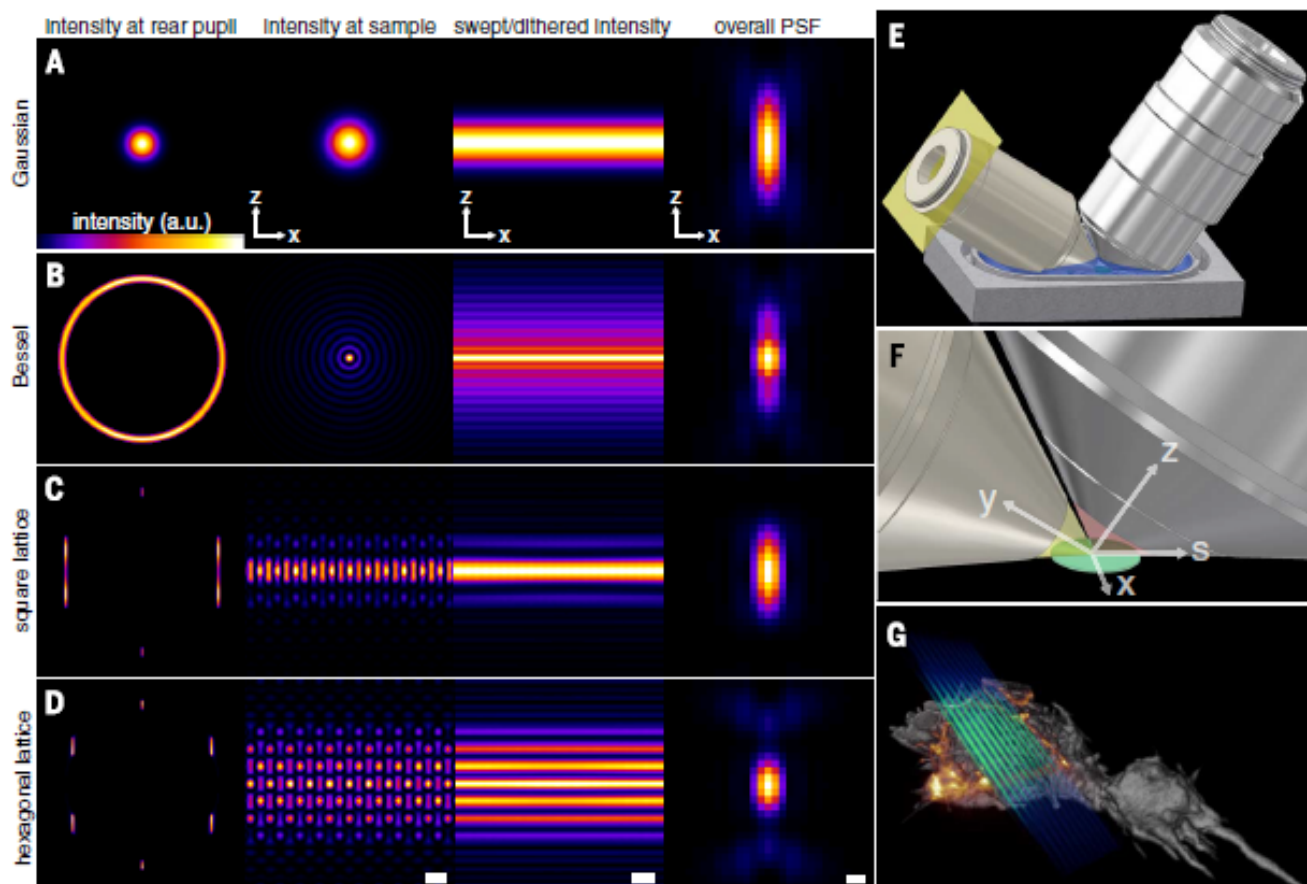 Intensity at rear pupil Intensity at sample swept/dithered Intensity overall PSF
A
E
Gaussian
intensity (a.u.)
z
x
z
x
z
x
B
Bessel
F
z
y
s
x
C
square lattice
G
D
hexagonal lattice